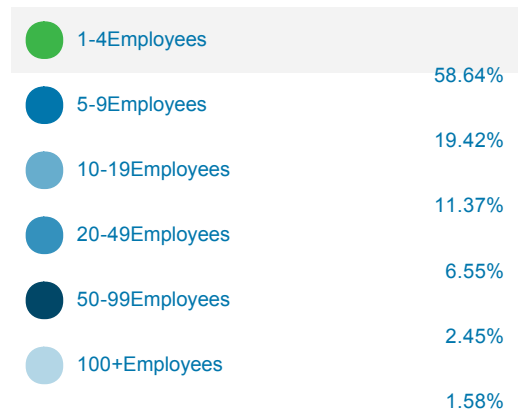 1-4Employees
58.64%
5-9Employees
19.42%
10-19Employees
11.37%
20-49Employees
6.55%
50-99Employees
2.45%
100+Employees
1.58%